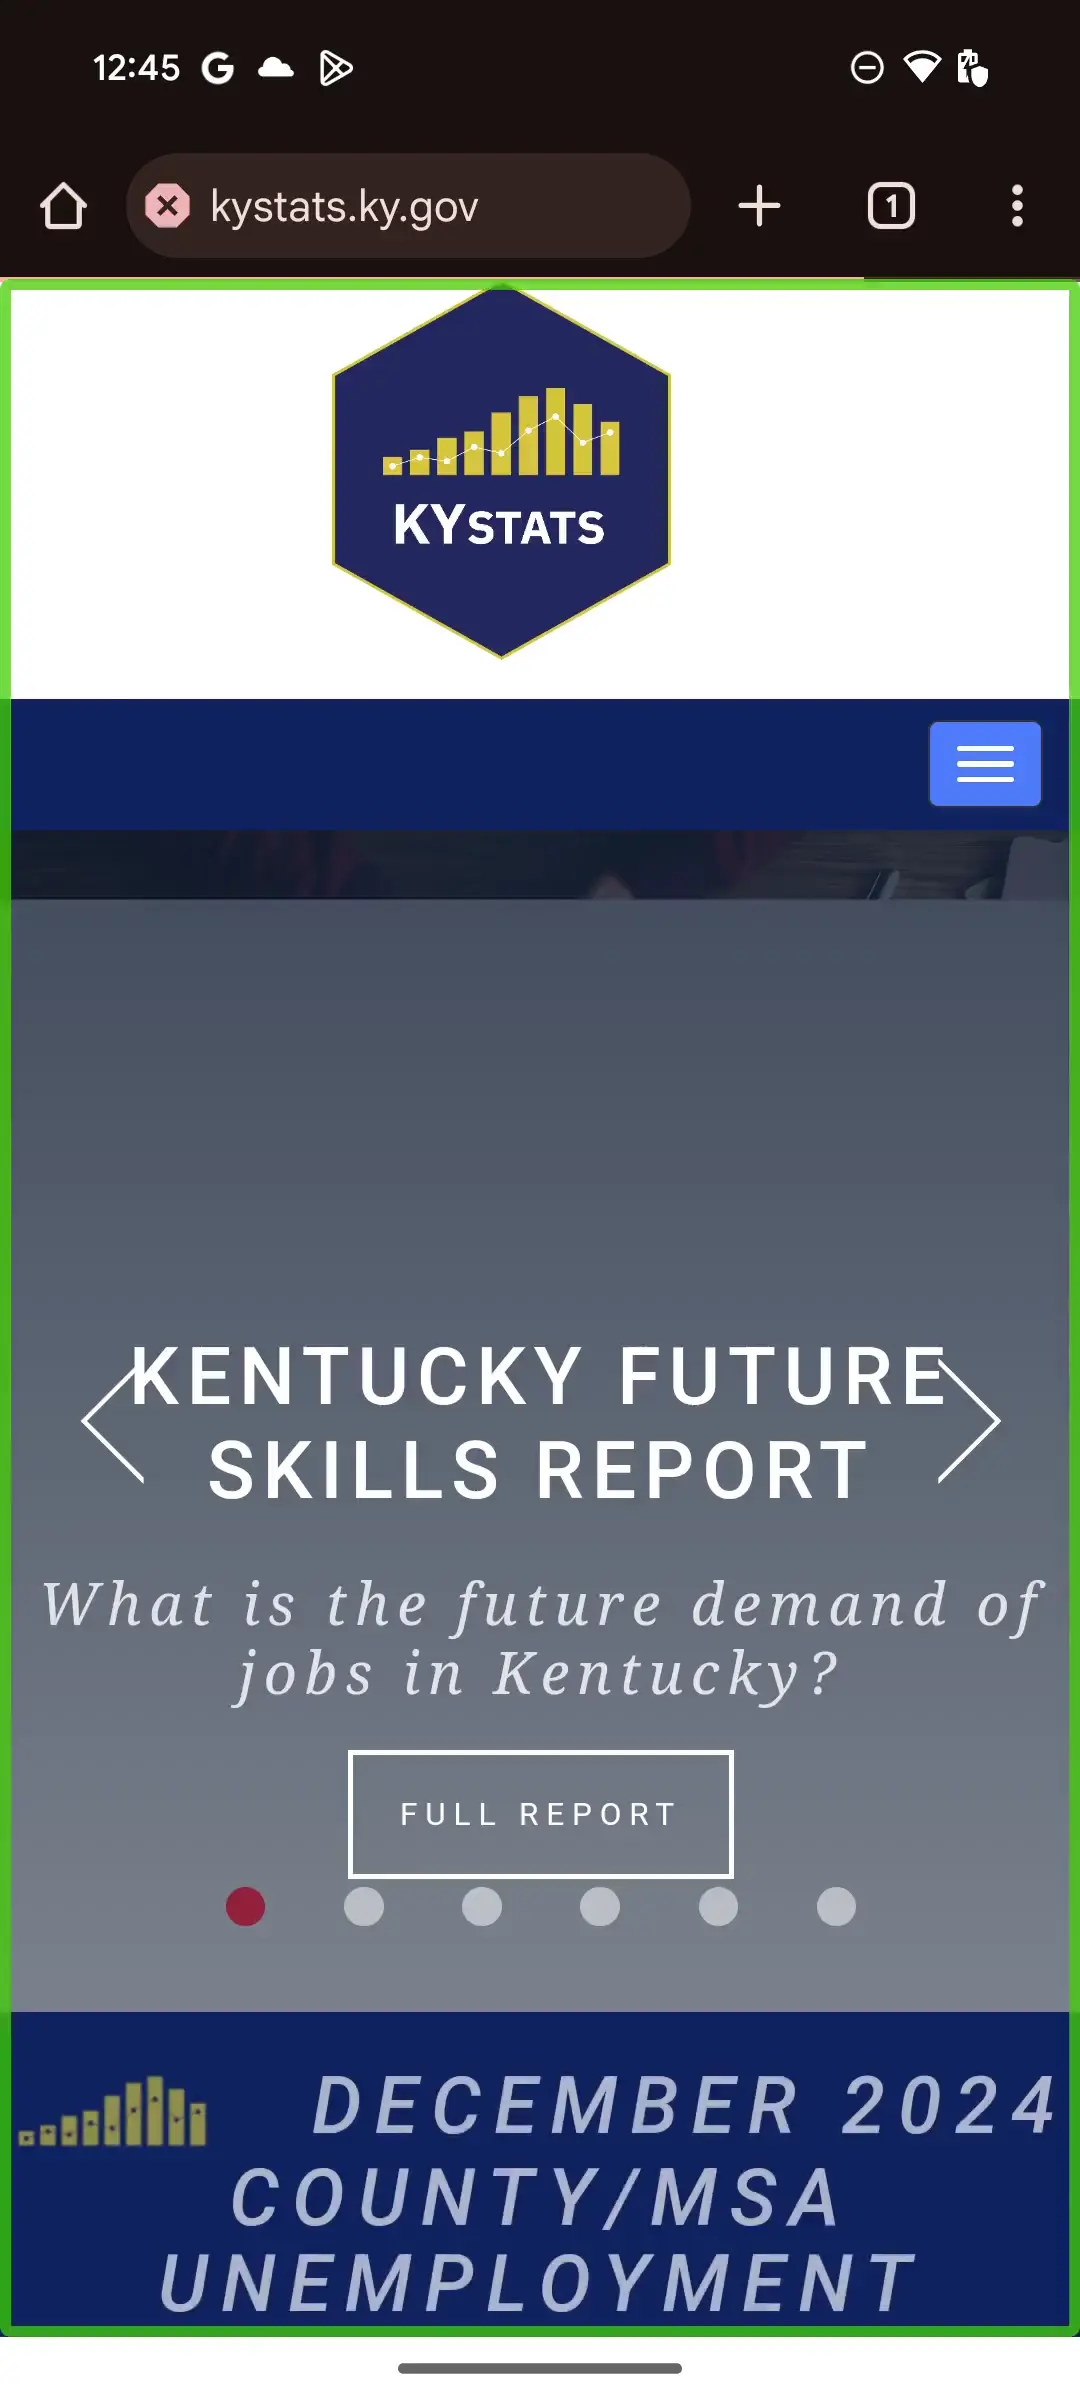 12:45
kystats.ky.gov
1
KYSTATS
KENTUCKY FUTURE
SKILLS REPORT
What is the future demand of
jobs in Kentucky?
FULL REPORT
DECEMBER 2024
COUNTY/MSA
UNEMPLOYMENT